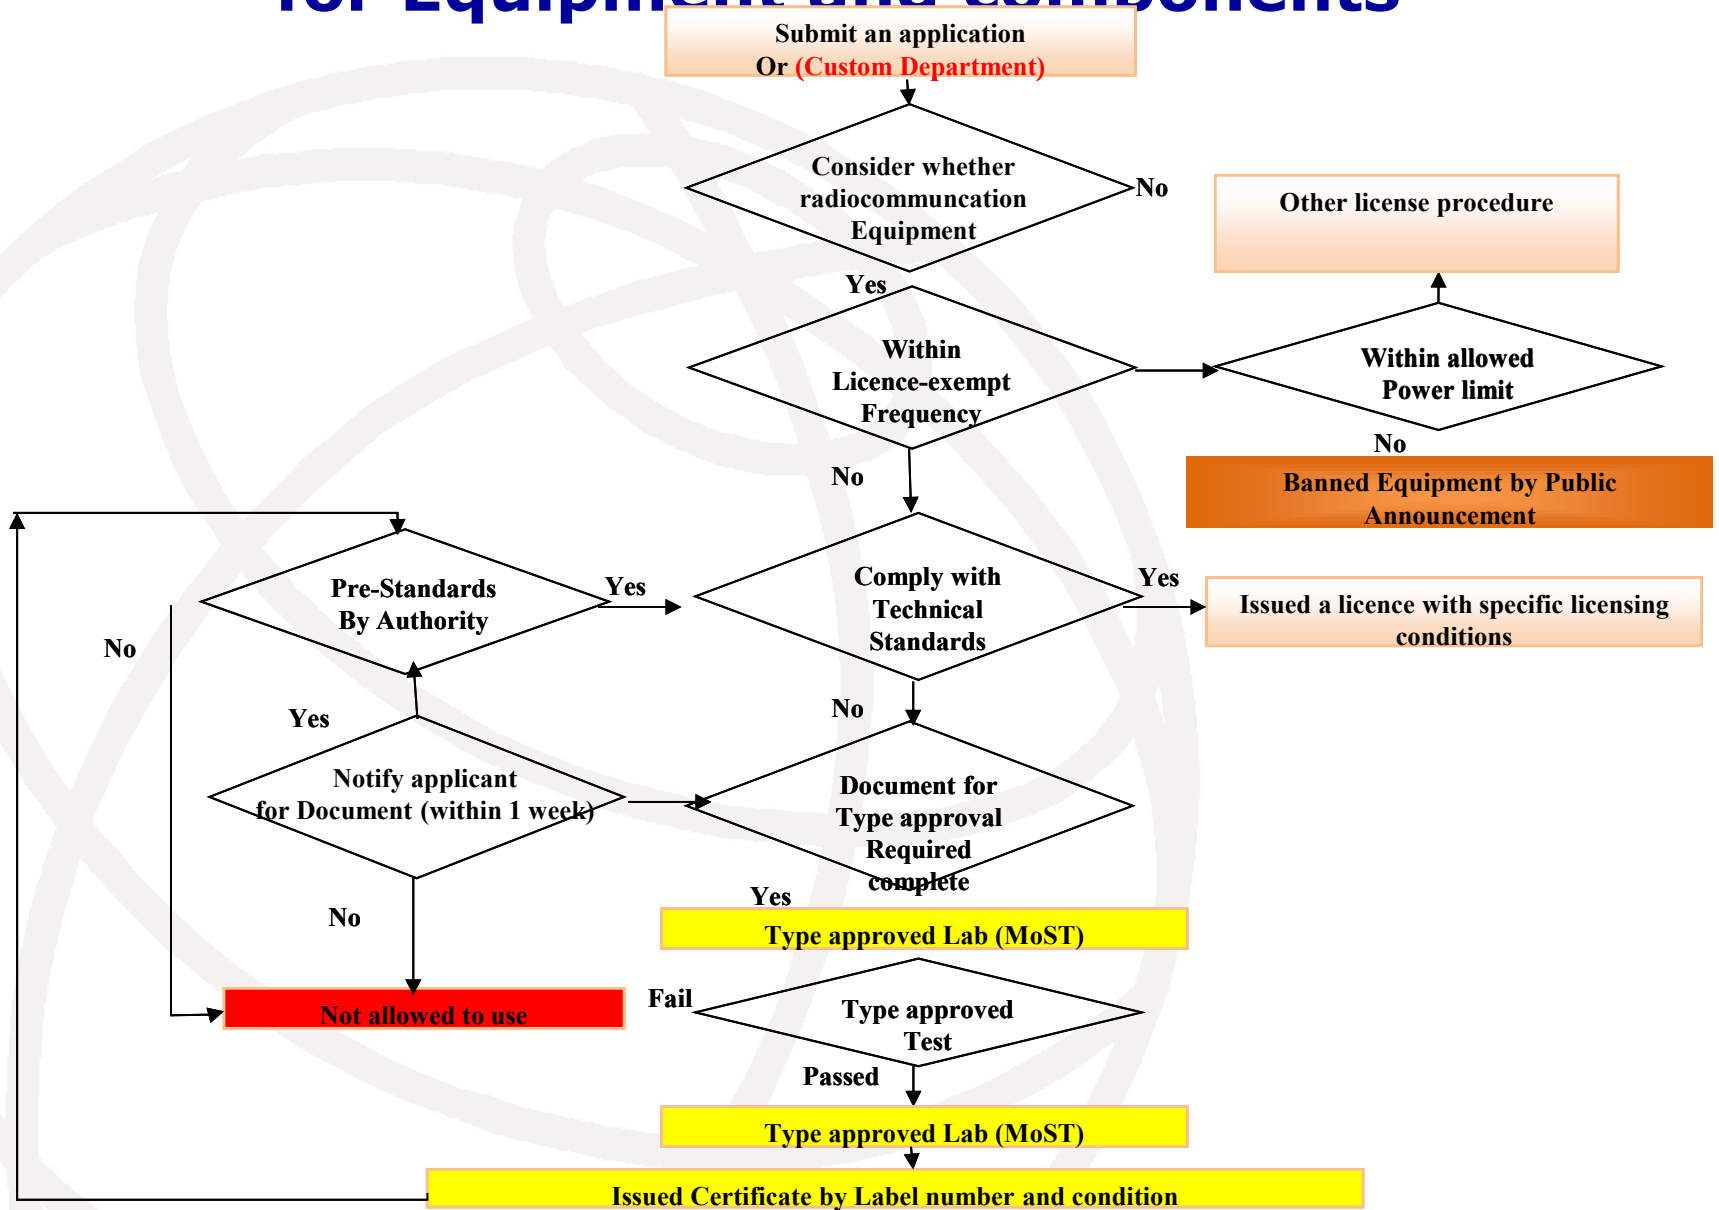 for Equipment and components
Submit an application
Or (Custom Department)
Consider whether
radiocommuncation
Equipment
No
Other license procedure
Yes
Within
Licence-exempt
Frequency
Within allowed
Power limit
No
No
Banned Equipment by Public
Announcement
Pre-Standards
By Authority
Yes
Comply with
Technical
Standards
Yes
Issued a licence with specific licensing
conditions
No
Yes
No
Notify applicant
for Document (within 1 week)
Document for
Type approval
Required
complete
Yes
No
Type approved Lab (MoST)
Not allowed to use
Fail
Type approved
Test
Passed
Type approved Lab (MoST)
Issued Certificate by Label number and condition